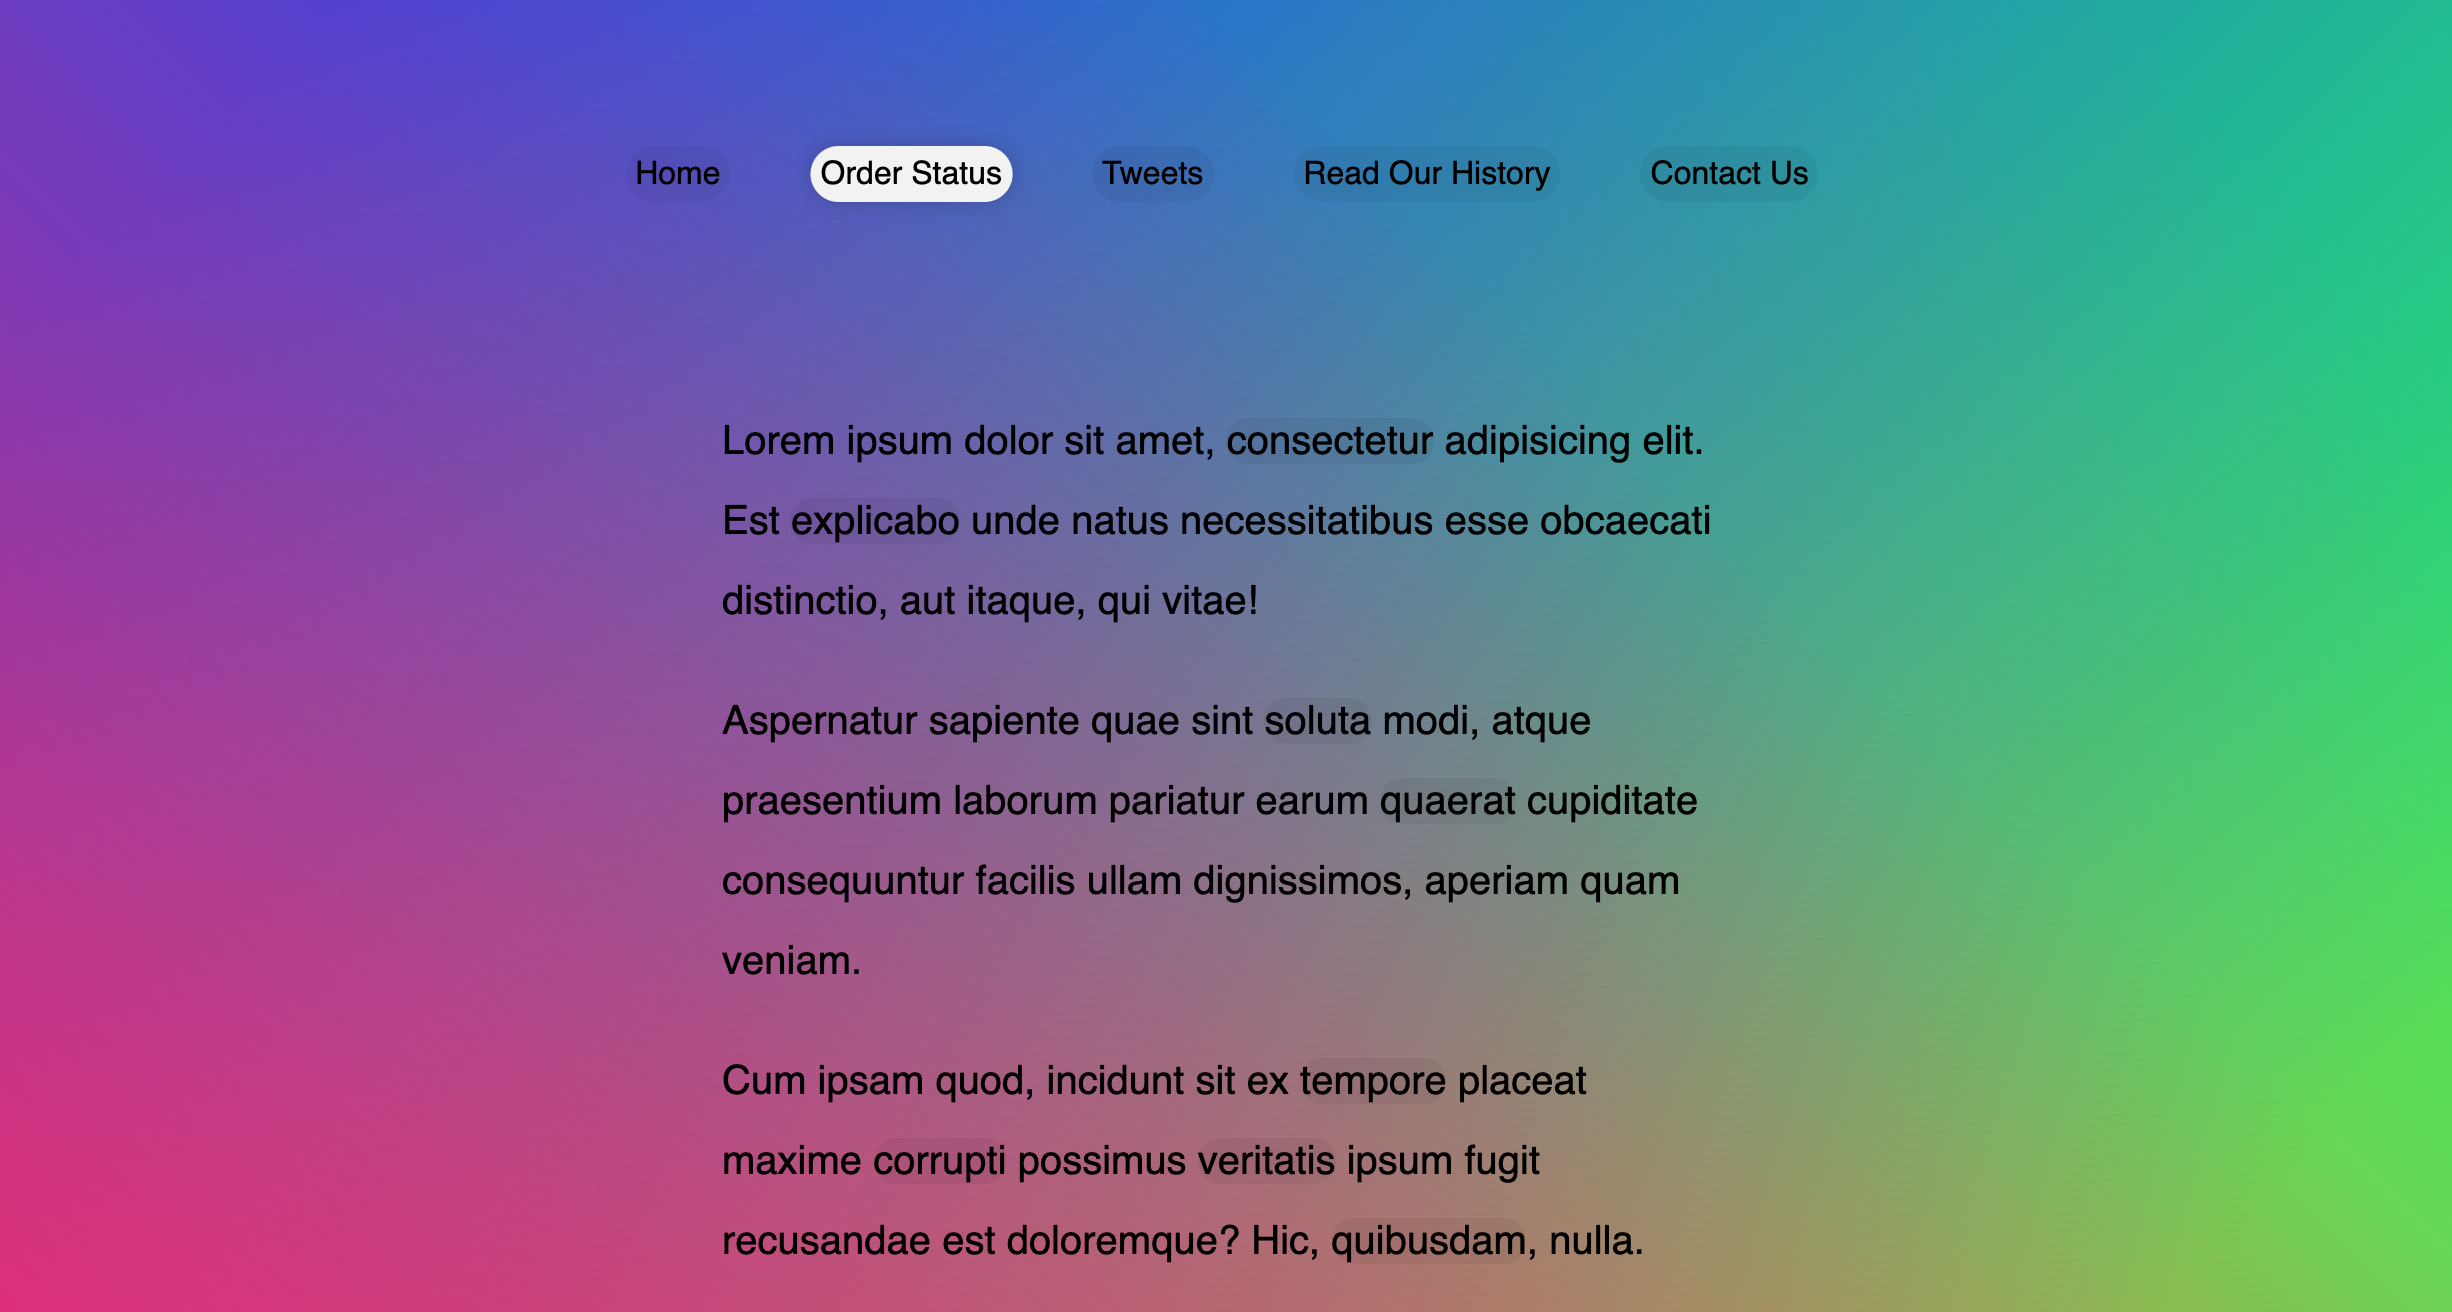 Home Order Status Tweets Read Our History Contact Us
Lorem ipsum dolor sit amet, consectetur adipisicing elit.
Est explicabo unde natus necessitatibus esse obcaecati
distinctio, aut itaque, qui vitae!
Aspernatur sapiente quae sint soluta modi, atque
praesentium laborum pariatur earum quaerat cupiditate
consequuntur facilis ullam dignissimos, aperiam quam
veniam.
Cum ipsam quod, incidunt sit ex tempore placeat
maxime corrupti possimus veritatis ipsum fugit
recusandae est doloremque? Hic, quibusdam, nulla.